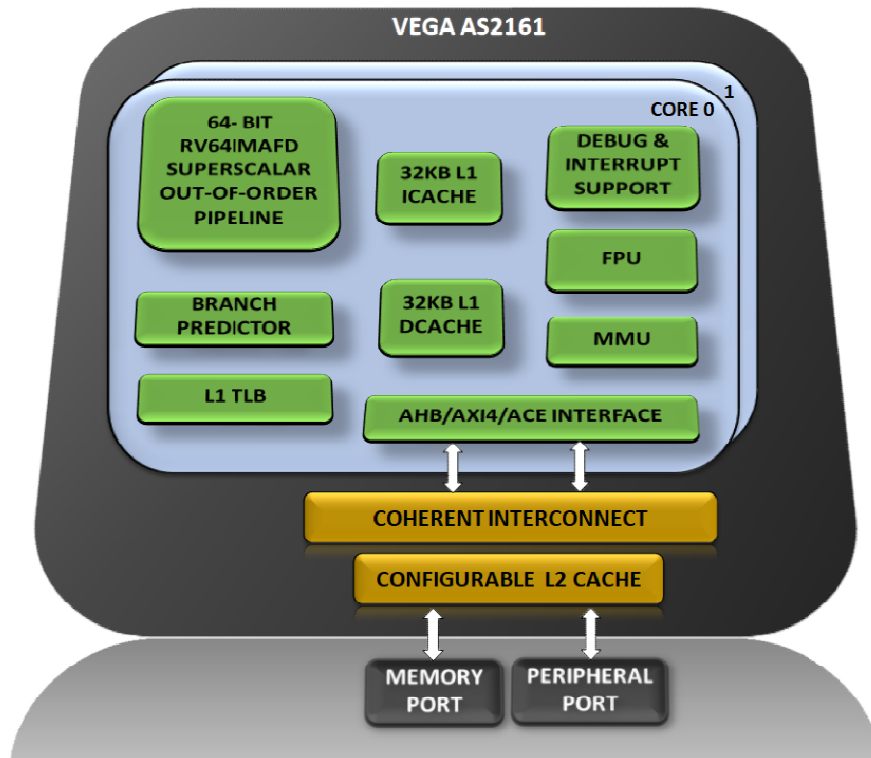 VEGA AS2161
1
CORE 0
64- BIT
RV64IMAFD
SUPERSCALAR
OUT-OF-ORDER
PIPELINE
32KB L1
ICACHE
DEBUG &
INTERRUPT
SUPPORT
FPU
BRANCH
PREDICTOR
32KB L1
DCACHE
MMU
L1 TLB
AHB/AXI4/ACE INTERFACE
COHERENT INTERCONNECT
CONFIGURABLE L2 CACHE
MEMORY
PORT
PERIPHERAL
PORT